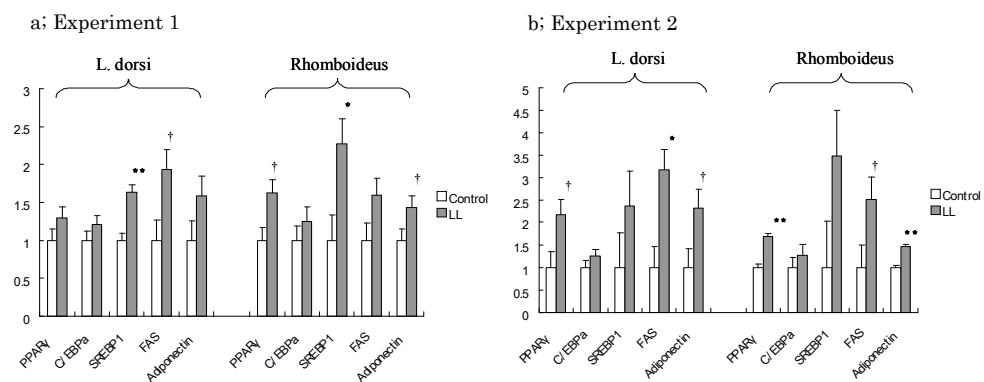 a; Experiment 1
b; Experiment 2
L. dorsi
Rhomboideus
3
2.5
2
1.5
1
0.5
0
**
†
†
*
†
PPARγ
C/EBPa
SREBP1
FAS
Adiponectin
PPARγ
C/EBPa
SREBP1
FAS
Adiponectin
Control
LL
L. dorsi
Rhomboideus
5
4.5
4
3.5
3
2.5
2
1.5
1
0.5
0
†
*
†
**
†
**
PPARγ
C/EBPa
SREBP1
FAS
Adiponectin
PPARγ
C/EBPa
SREBP1
FAS
Adiponectin
Control
LL